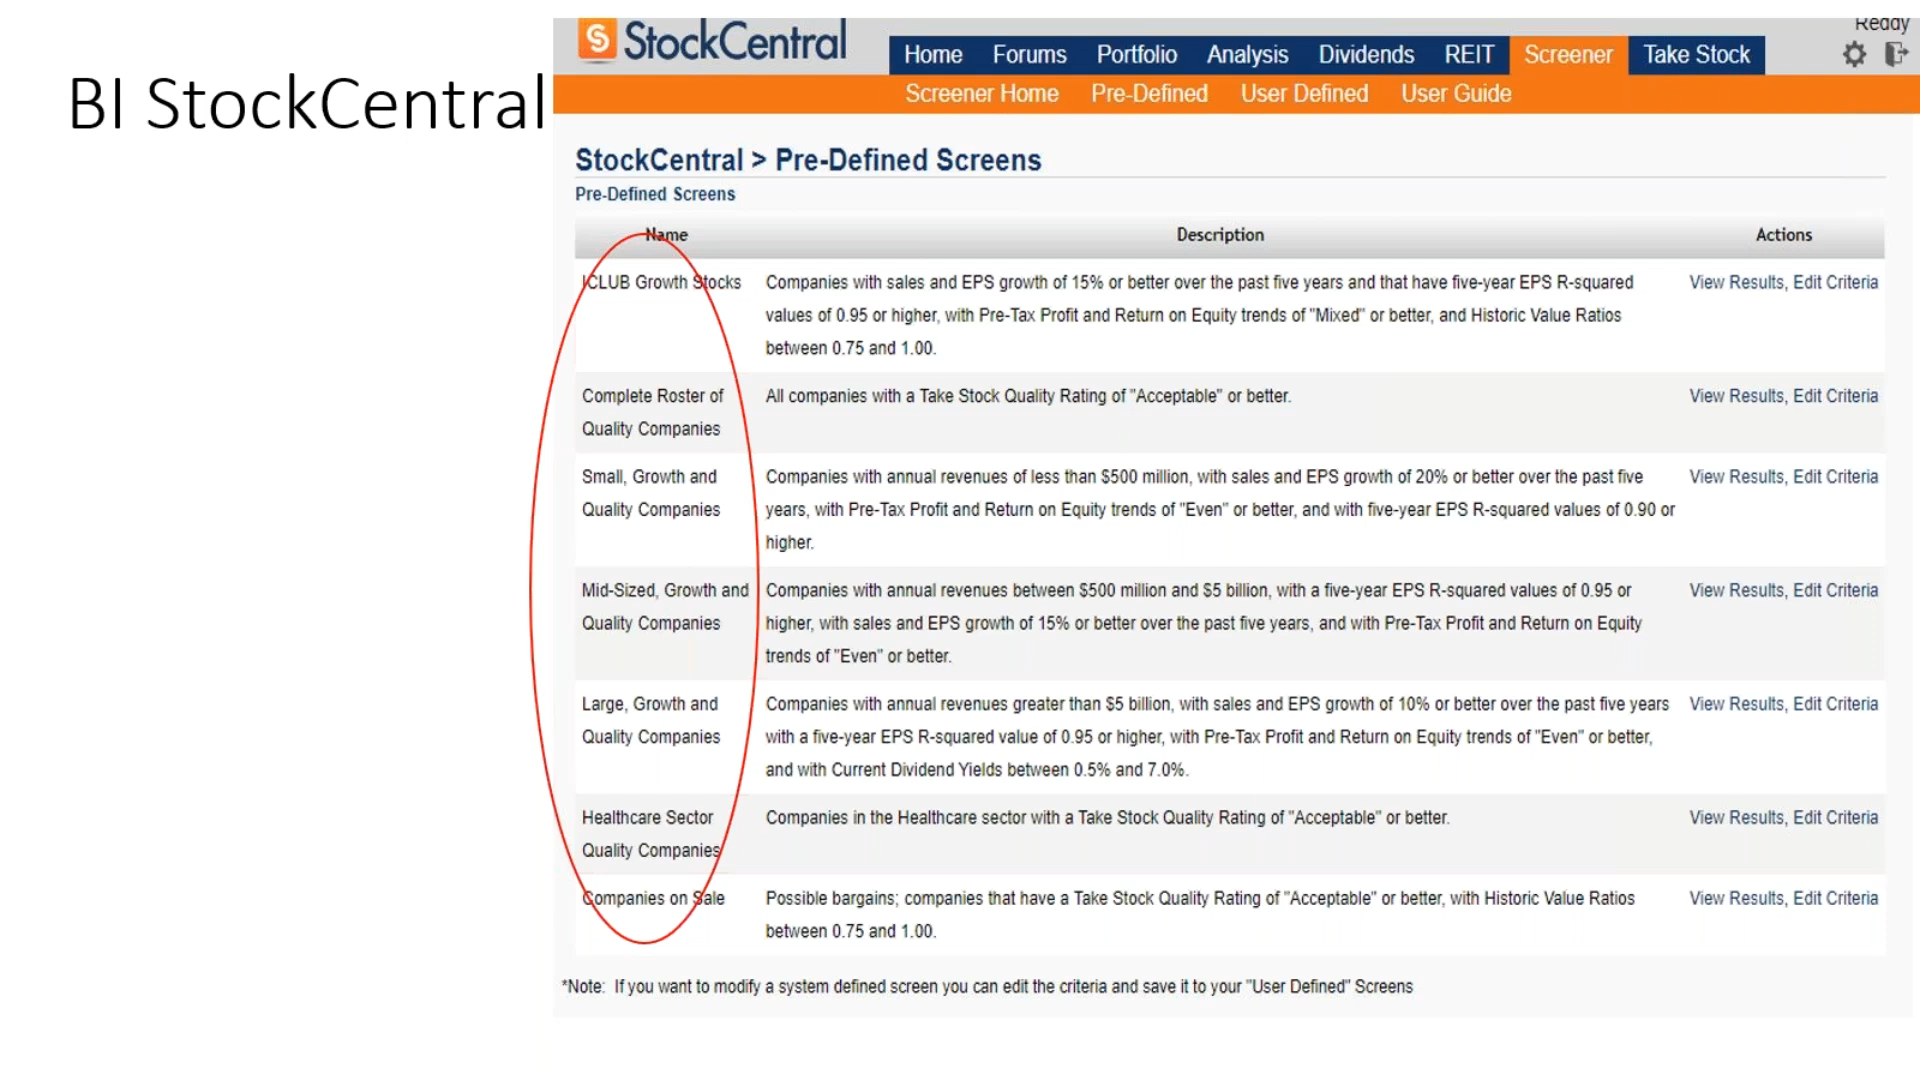 BI StockCentral
StockCentral
Reddy
Home Forums Portfolio Analysis Dividends REIT Screener Take Stock
Screener Home Pre-Defined User Defined User Guide
StockCentral > Pre-Defined Screens
Pre-Defined Screens
Name Description Actions
ICLUB Growth Stocks Companies with sales and EPS growth of 15% or better over the past five years and that have five-year EPS R-squared View Results, Edit Criteria
values of 0.95 or higher, with Pre-Tax Profit and Return on Equity trends of "Mixed" or better, and Historic Value Ratios
between 0.75 and 1.00.
Complete Roster of All companies with a Take Stock Quality Rating of "Acceptable" or better. View Results, Edit Criteria
Quality Companies
Small, Growth and Companies with annual revenues of less than $500 million, with sales and EPS growth of 20% or better over the past five View Results, Edit Criteria
Quality Companies years, with Pre-Tax Profit and Return on Equity trends of "Even" or better, and with five-year EPS R-squared values of 0.90 or
higher.
Mid-Sized, Growth and Companies with annual revenues between $500 million and $5 billion, with a five-year EPS R-squared values of 0.95 or View Results, Edit Criteria
Quality Companies higher, with sales and EPS growth of 15% or better over the past five years, and with Pre-Tax Profit and Return on Equity
trends of "Even" or better.
Large, Growth and Companies with annual revenues greater than $5 billion, with sales and EPS growth of 10% or better over the past five years View Results, Edit Criteria
Quality Companies with a five-year EPS R-squared value of 0.95 or higher, with Pre-Tax Profit and Return on Equity trends of "Even" or better,
and with Current Dividend Yields between 0.5% and 7.0%.
Healthcare Sector Companies in the Healthcare sector with a Take Stock Quality Rating of "Acceptable" or better. View Results, Edit Criteria
Quality Companies
Companies on Sale Possible bargains; companies that have a Take Stock Quality Rating of "Acceptable" or better, with Historic Value Ratios View Results, Edit Criteria
between 0.75 and 1.00.
*Note: If you want to modify a system defined screen you can edit the criteria and save it to your "User Defined" Screens